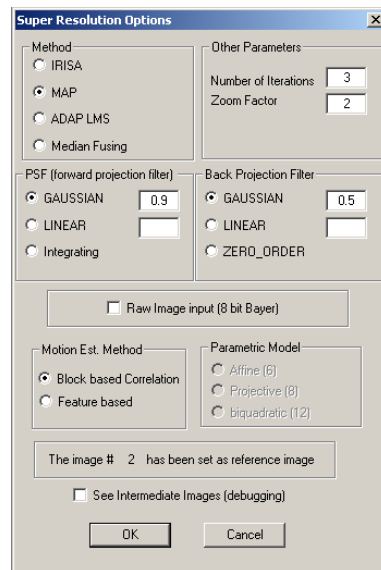 Super Resolution Options
Method
IRISA
MAP
ADAP LMS
Median Fusing
Other Parameters
Number of Iterations 3
Zoom Factor 2
PSF (forward projection filter)
GAUSSIAN 0.9
LINEAR
Integrating
Back Projection Filter
GAUSSIAN 0.5
LINEAR
ZERO_ORDER
Raw Image input (8 bit Bayer)
Motion Est. Method
Block based Correlation
Feature based
Parametric Model
Affine (6)
Projective (8)
biquadratic (12)
The image # 2 has been set as reference image
See Intermediate Images (debugging)
OK Cancel